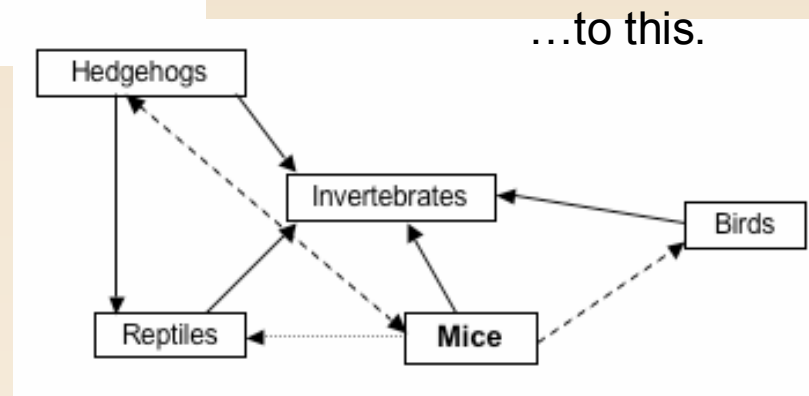 …to this.
Hedgehogs
Invertebrates
Birds
Reptiles
Mice